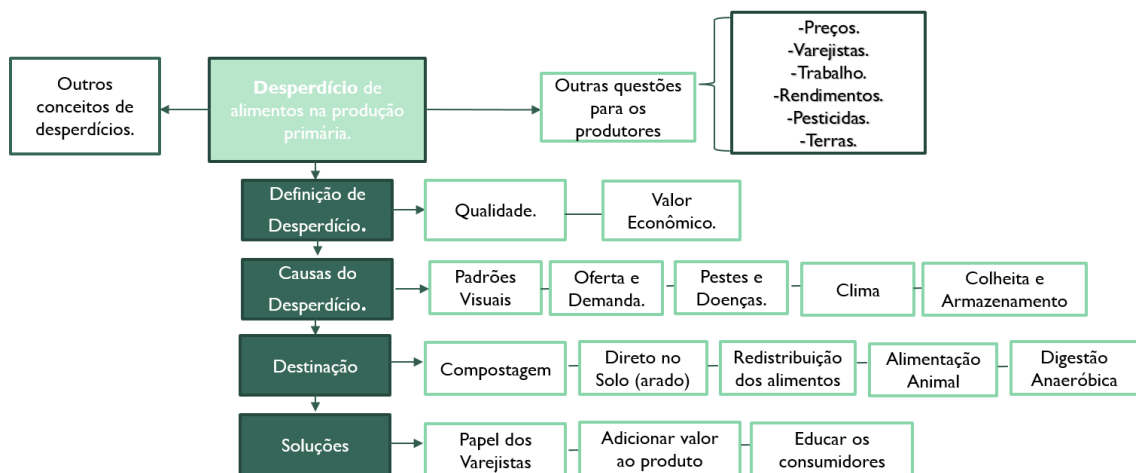 Outros
conceitos de
desperdícios.
Desperdício de
alimentos na produção
primária.
Outras questões
para os
produtores
-Preços.
-Varejistas.
-Trabalho.
-Rendimentos.
-Pesticidas.
-Terras.
Definição de
Desperdício.
Qualidade.
Valor
Econômico.
Causas do
Desperdício.
Padrões
Visuais
Oferta e
Demanda.
Pestes e
Doenças.
Clima
Colheita e
Armazenamento
Destinação
Compostagem
Direto no
Solo (arado)
Redistribuição
dos alimentos
Alimentação
Animal
Digestão
Anaeróbica
Soluções
Papel dos
Varejistas
Adicionar valor
ao produto
Educar os
consumidores